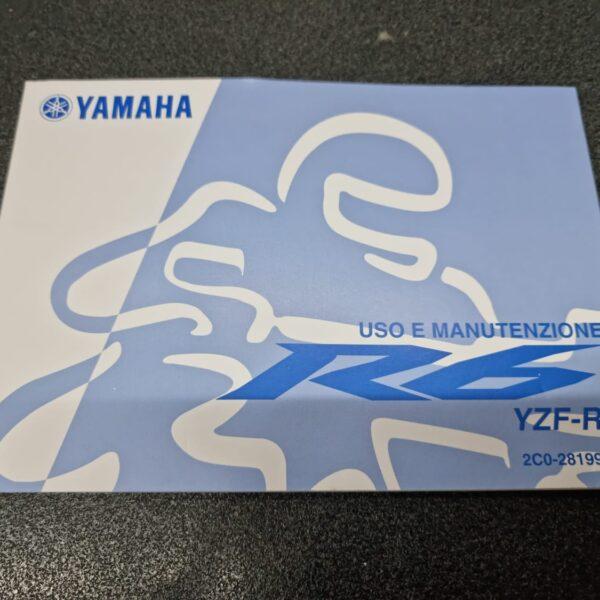 YAMAHA
USO E MANUTENZIONE
R6
YZF-R
2C0-28199